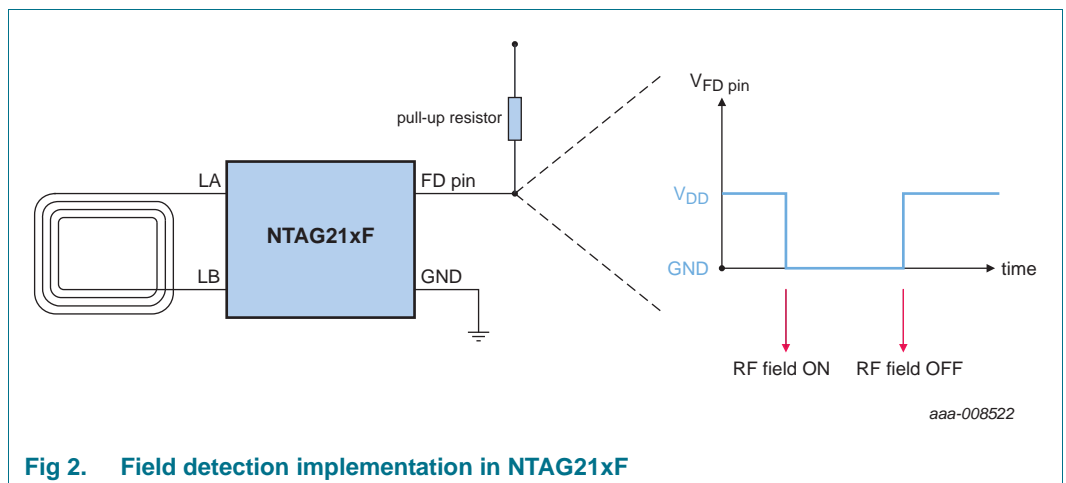 pull-up resistor
LA
FD pin
NTAG21xF
LB
GND
VFD pin
VDD
GND
time
RF field ON RF field OFF
aaa-008522
Fig 2. Field detection implementation in NTAG21xF